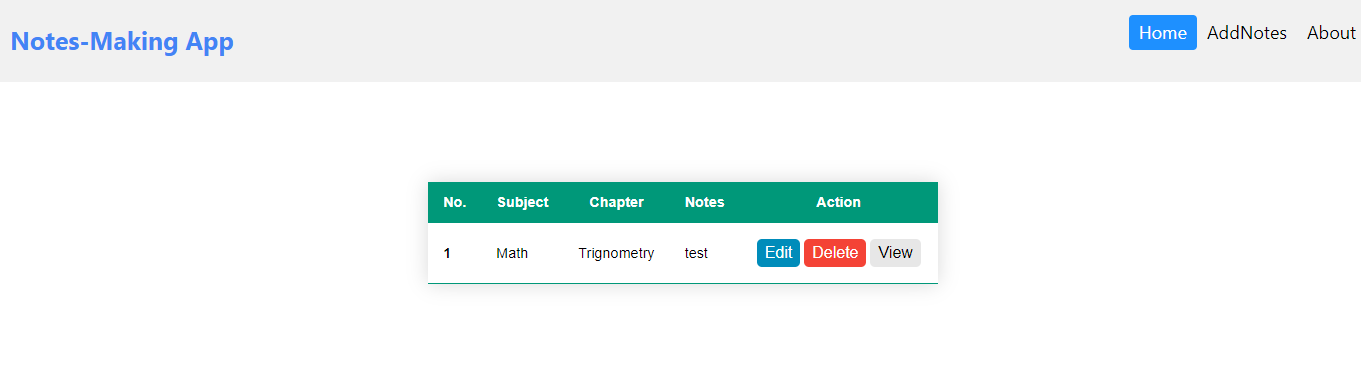 Notes-Making App
Home AddNotes About
No. Subject Chapter Notes Action
1 Math Trignometry test Edit Delete View